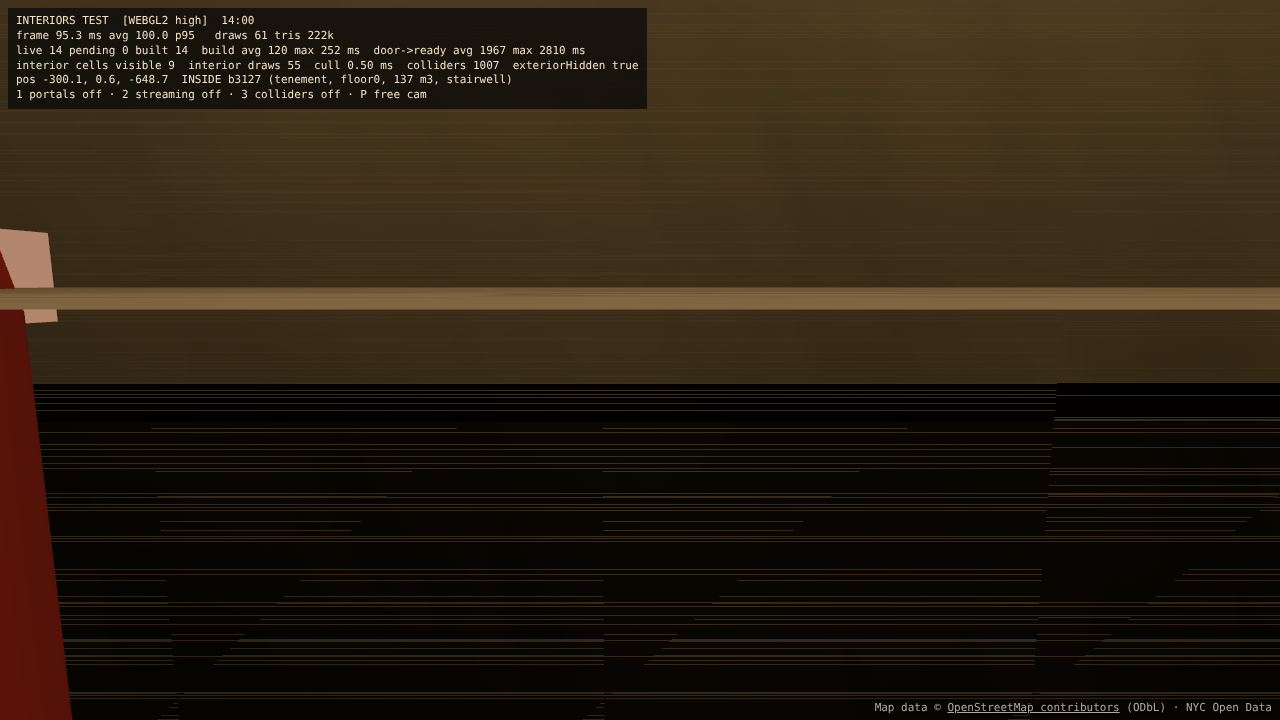 INTERIORS TEST  [WEBGL2 high]  14:00
frame 95.3 ms avg 100.0 p95   draws 61 tris 222k
live 14 pending 0 built 14  build avg 120 max 252 ms  door->ready avg 1967 max 2810 ms
interior cells visible 9  interior draws 55  cull 0.50 ms  colliders 1007  exteriorHidden true
pos -300.1, 0.6, -648.7  INSIDE b3127 (tenement, floor0, 137 m3, stairwell)
1 portals off · 2 streaming off · 3 colliders off · P free cam
Map data © OpenStreetMap contributors (ODbL) · NYC Open Data